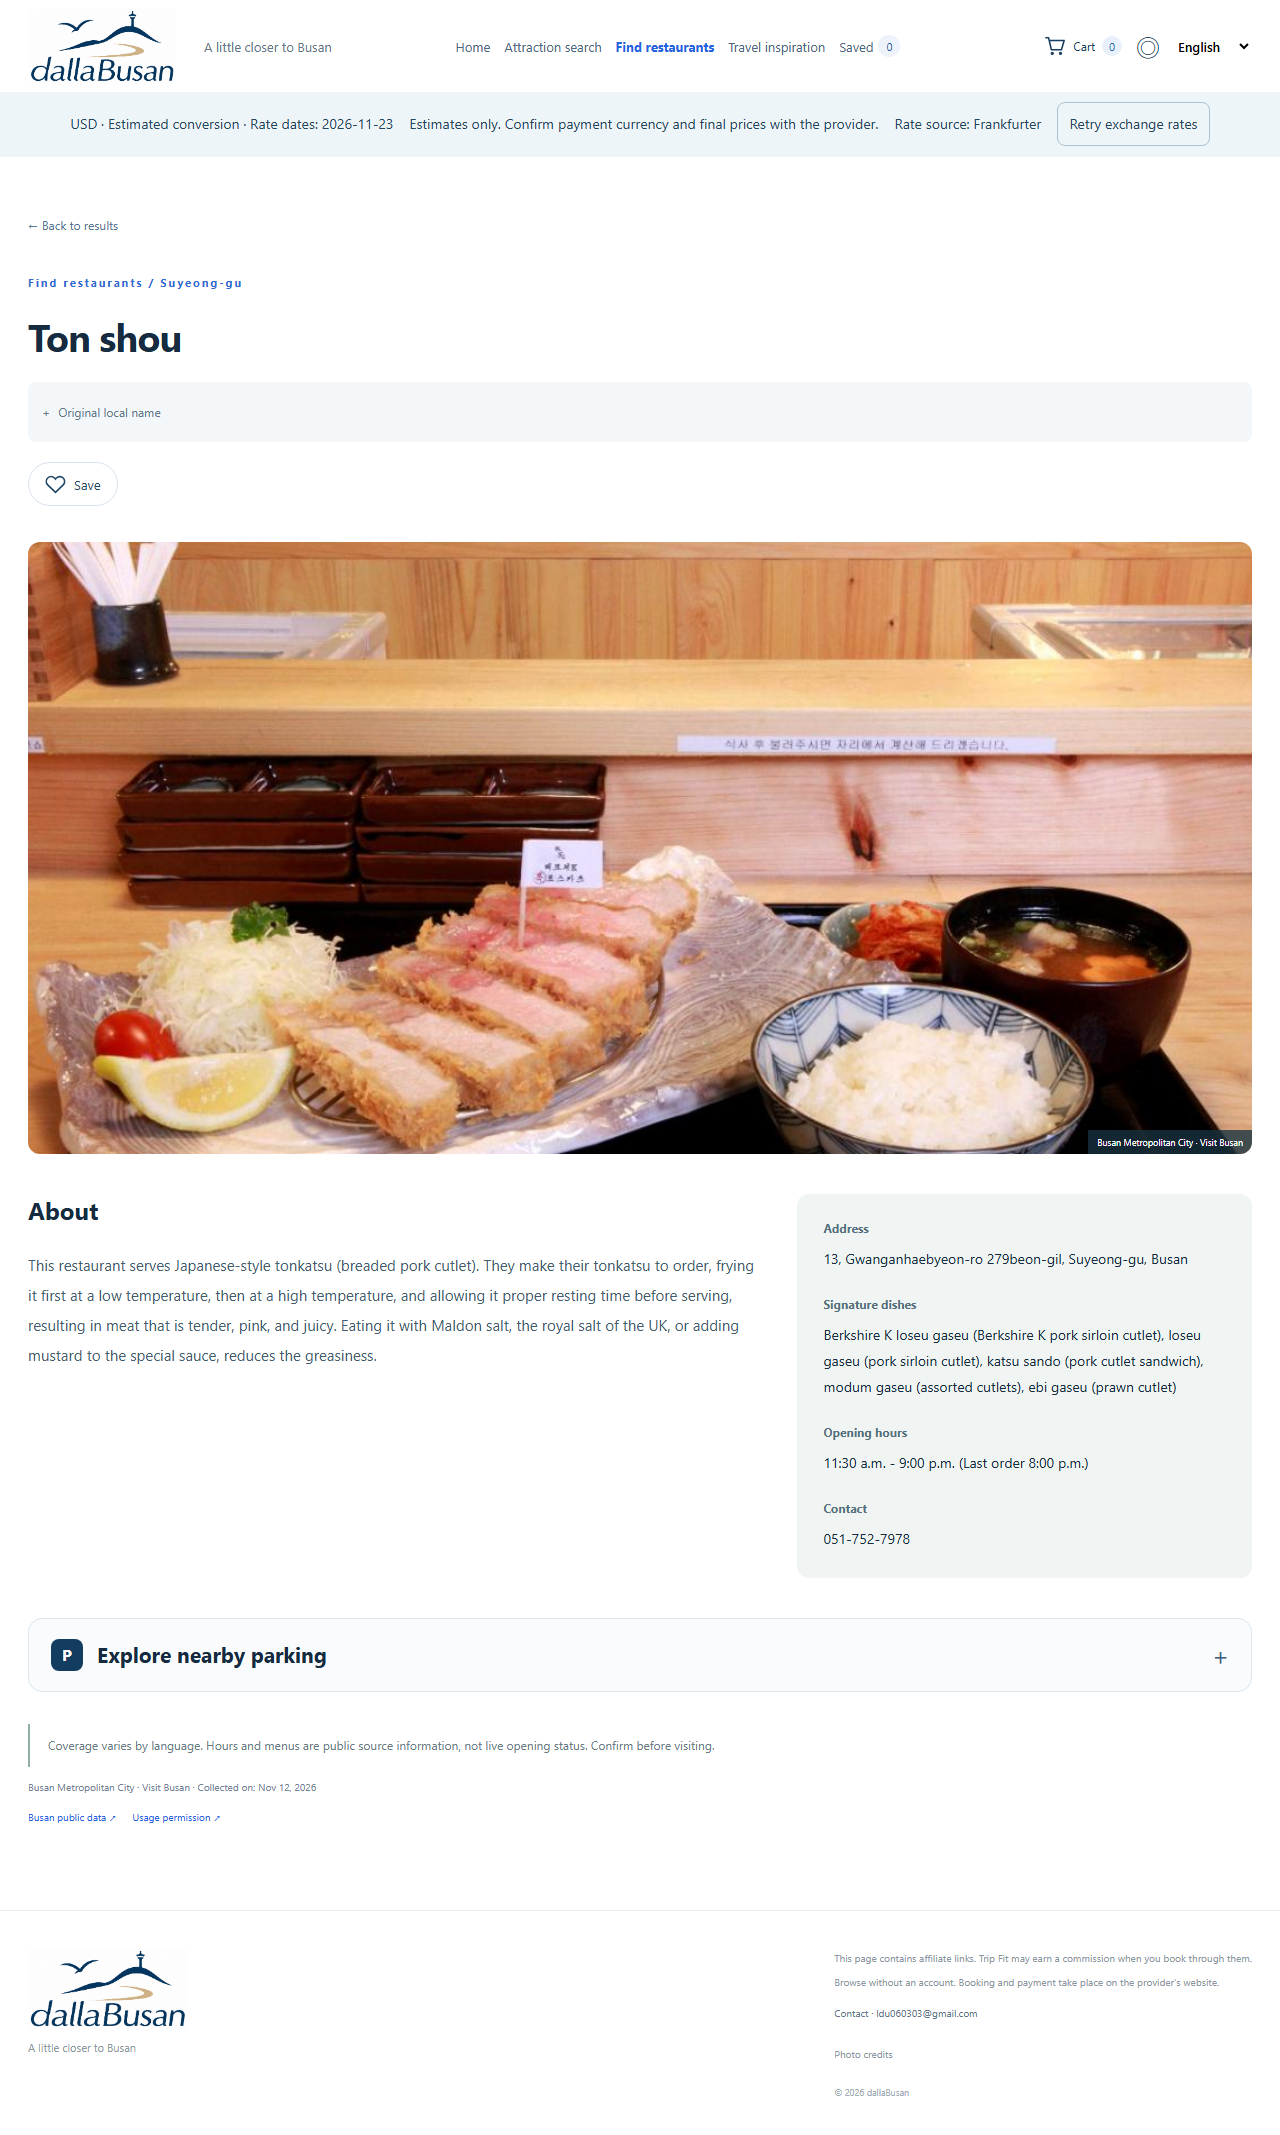 dallaBusan
A little closer to Busan
Home
Attraction search
Find restaurants
Travel inspiration
Saved 0
Cart 0
English
USD · Estimated conversion · Rate dates: 2026-11-23
Estimates only. Confirm payment currency and final prices with the provider.
Rate source: Frankfurter
Retry exchange rates
← Back to results
Find restaurants / Suyeong-gu
Ton shou
+ Original local name
Save
식사 후 불러주시면 자리에서 계산해 드리겠습니다.
Busan Metropolitan City · Visit Busan
About
This restaurant serves Japanese-style tonkatsu (breaded pork cutlet). They make their tonkatsu to order, frying
it first at a low temperature, then at a high temperature, and allowing it proper resting time before serving,
resulting in meat that is tender, pink, and juicy. Eating it with Maldon salt, the royal salt of the UK, or adding
mustard to the special sauce, reduces the greasiness.
Address
13, Gwanganhaebyeon-ro 279beon-gil, Suyeong-gu, Busan
Signature dishes
Berkshire K loseu gaseu (Berkshire K pork sirloin cutlet), loseu
gaseu (pork sirloin cutlet), katsu sando (pork cutlet sandwich),
modum gaseu (assorted cutlets), ebi gaseu (prawn cutlet)
Opening hours
11:30 a.m. - 9:00 p.m. (Last order 8:00 p.m.)
Contact
051-752-7978
P Explore nearby parking +
Coverage varies by language. Hours and menus are public source information, not live opening status. Confirm before visiting.
Busan Metropolitan City · Visit Busan · Collected on: Nov 12, 2026
Busan public data ↗
Usage permission ↗
dallaBusan
A little closer to Busan
This page contains affiliate links. Trip Fit may earn a commission when you book through them.
Browse without an account. Booking and payment take place on the provider's website.
Contact · ldu060303@gmail.com
Photo credits
© 2026 dallaBusan